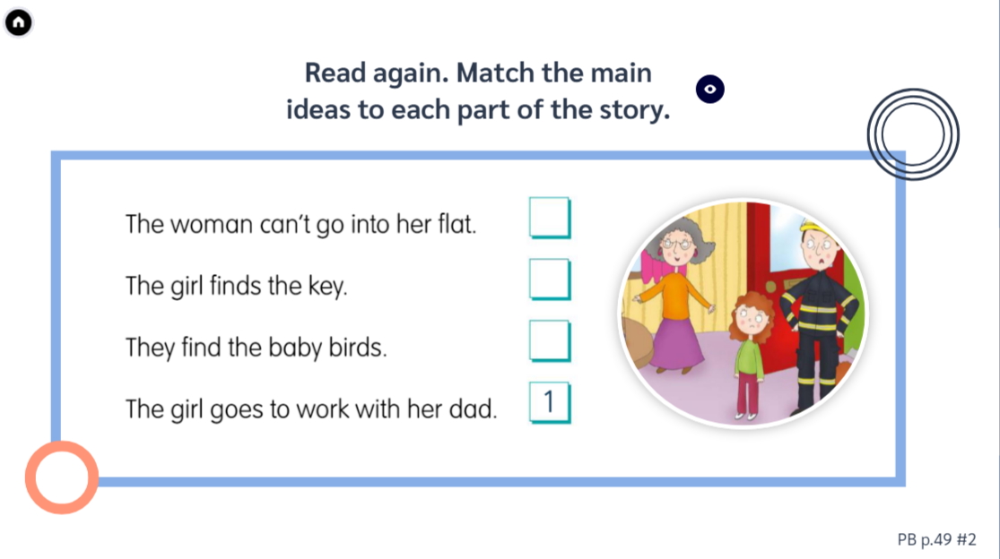 Read again. Match the main
ideas to each part of the story.
The woman can't go into her flat.
The girl finds the key.
They find the baby birds.
The girl goes to work with her dad. 1
PB p.49 #2